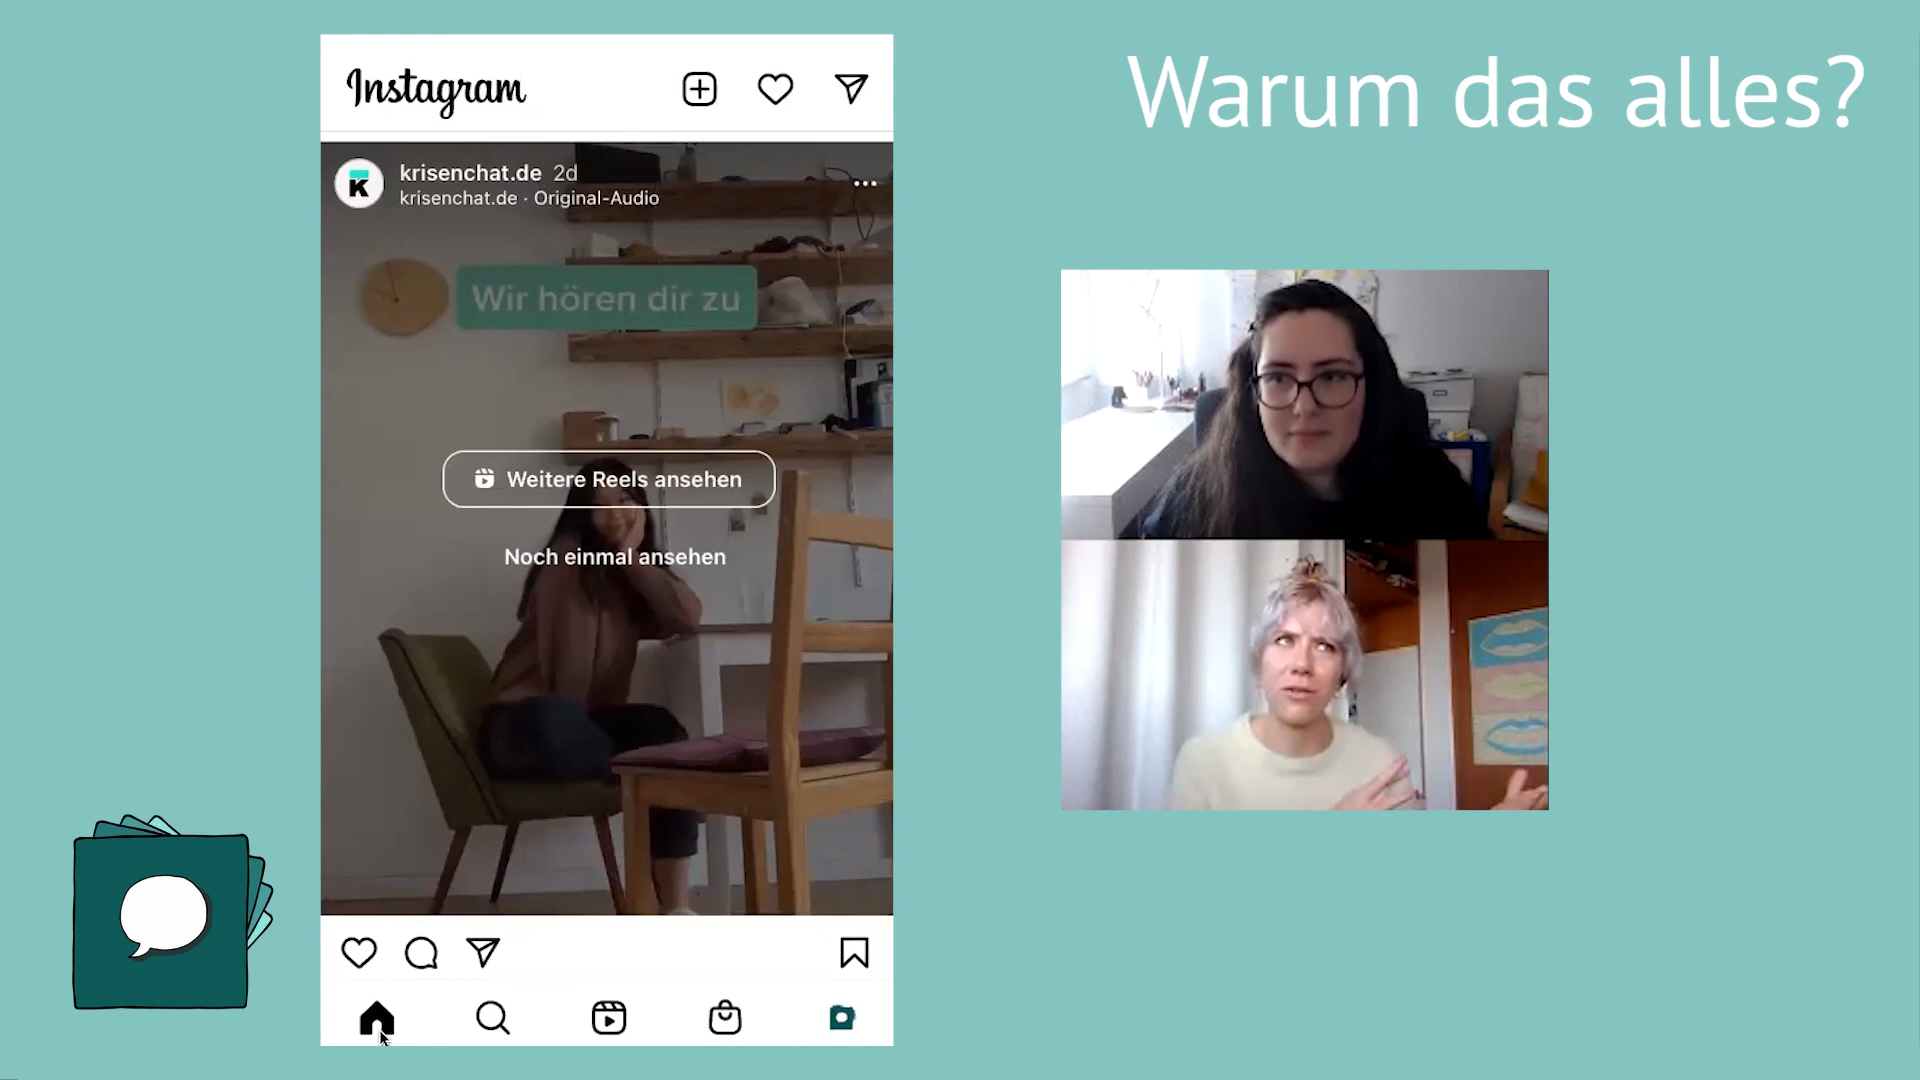 Warum das alles?
Instagram
krisenchat.de 2d
krisenchat.de · Original-Audio
K
Wir hören dir zu
Weitere Reels ansehen
Noch einmal ansehen